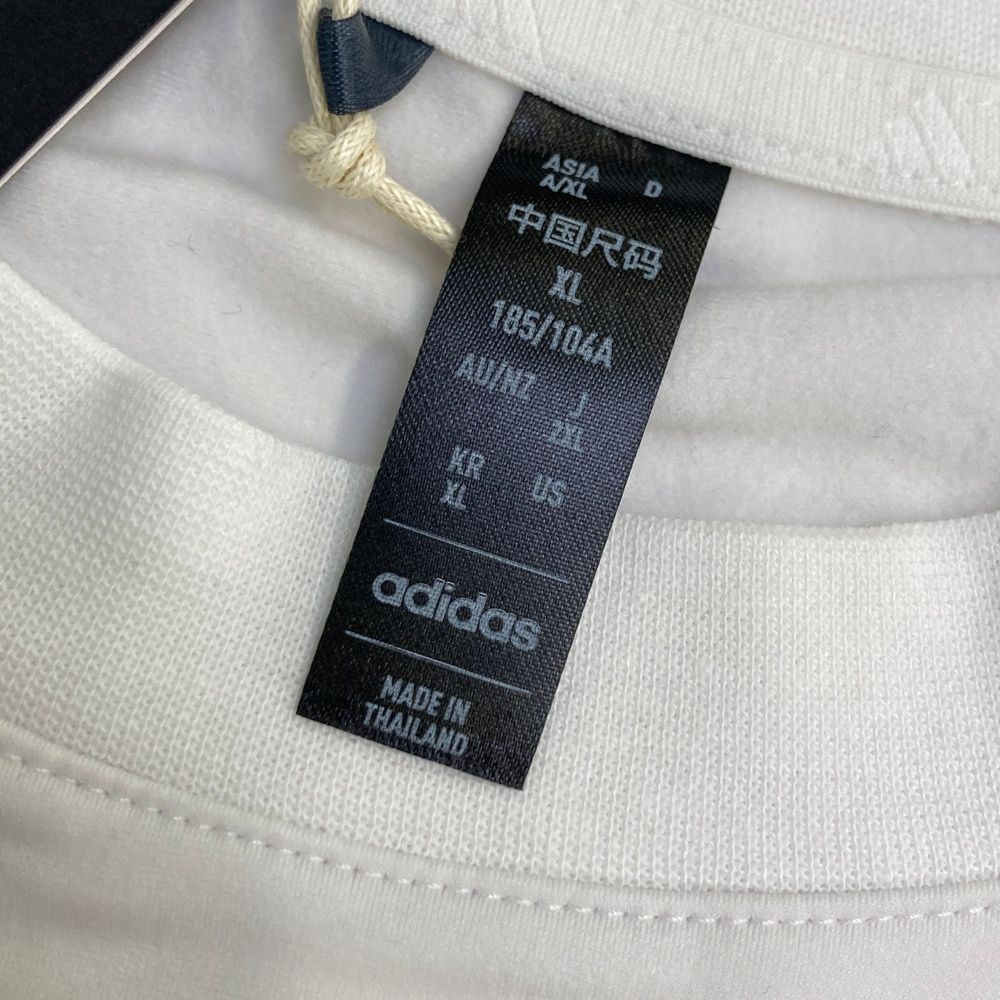 ASIA D
A/XL
中国尺码
XL
185/104A
AU/NZ J
2XL
KR US
XL
adidas
MADE IN
THAILAND